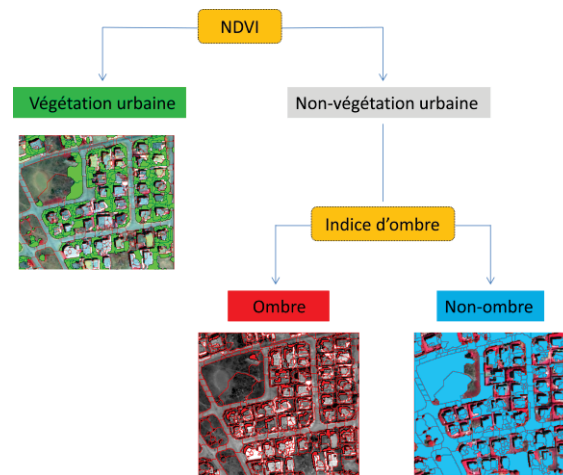 NDVI
Végétation urbaine
Non-végétation urbaine
Indice d'ombre
Ombre
Non-ombre